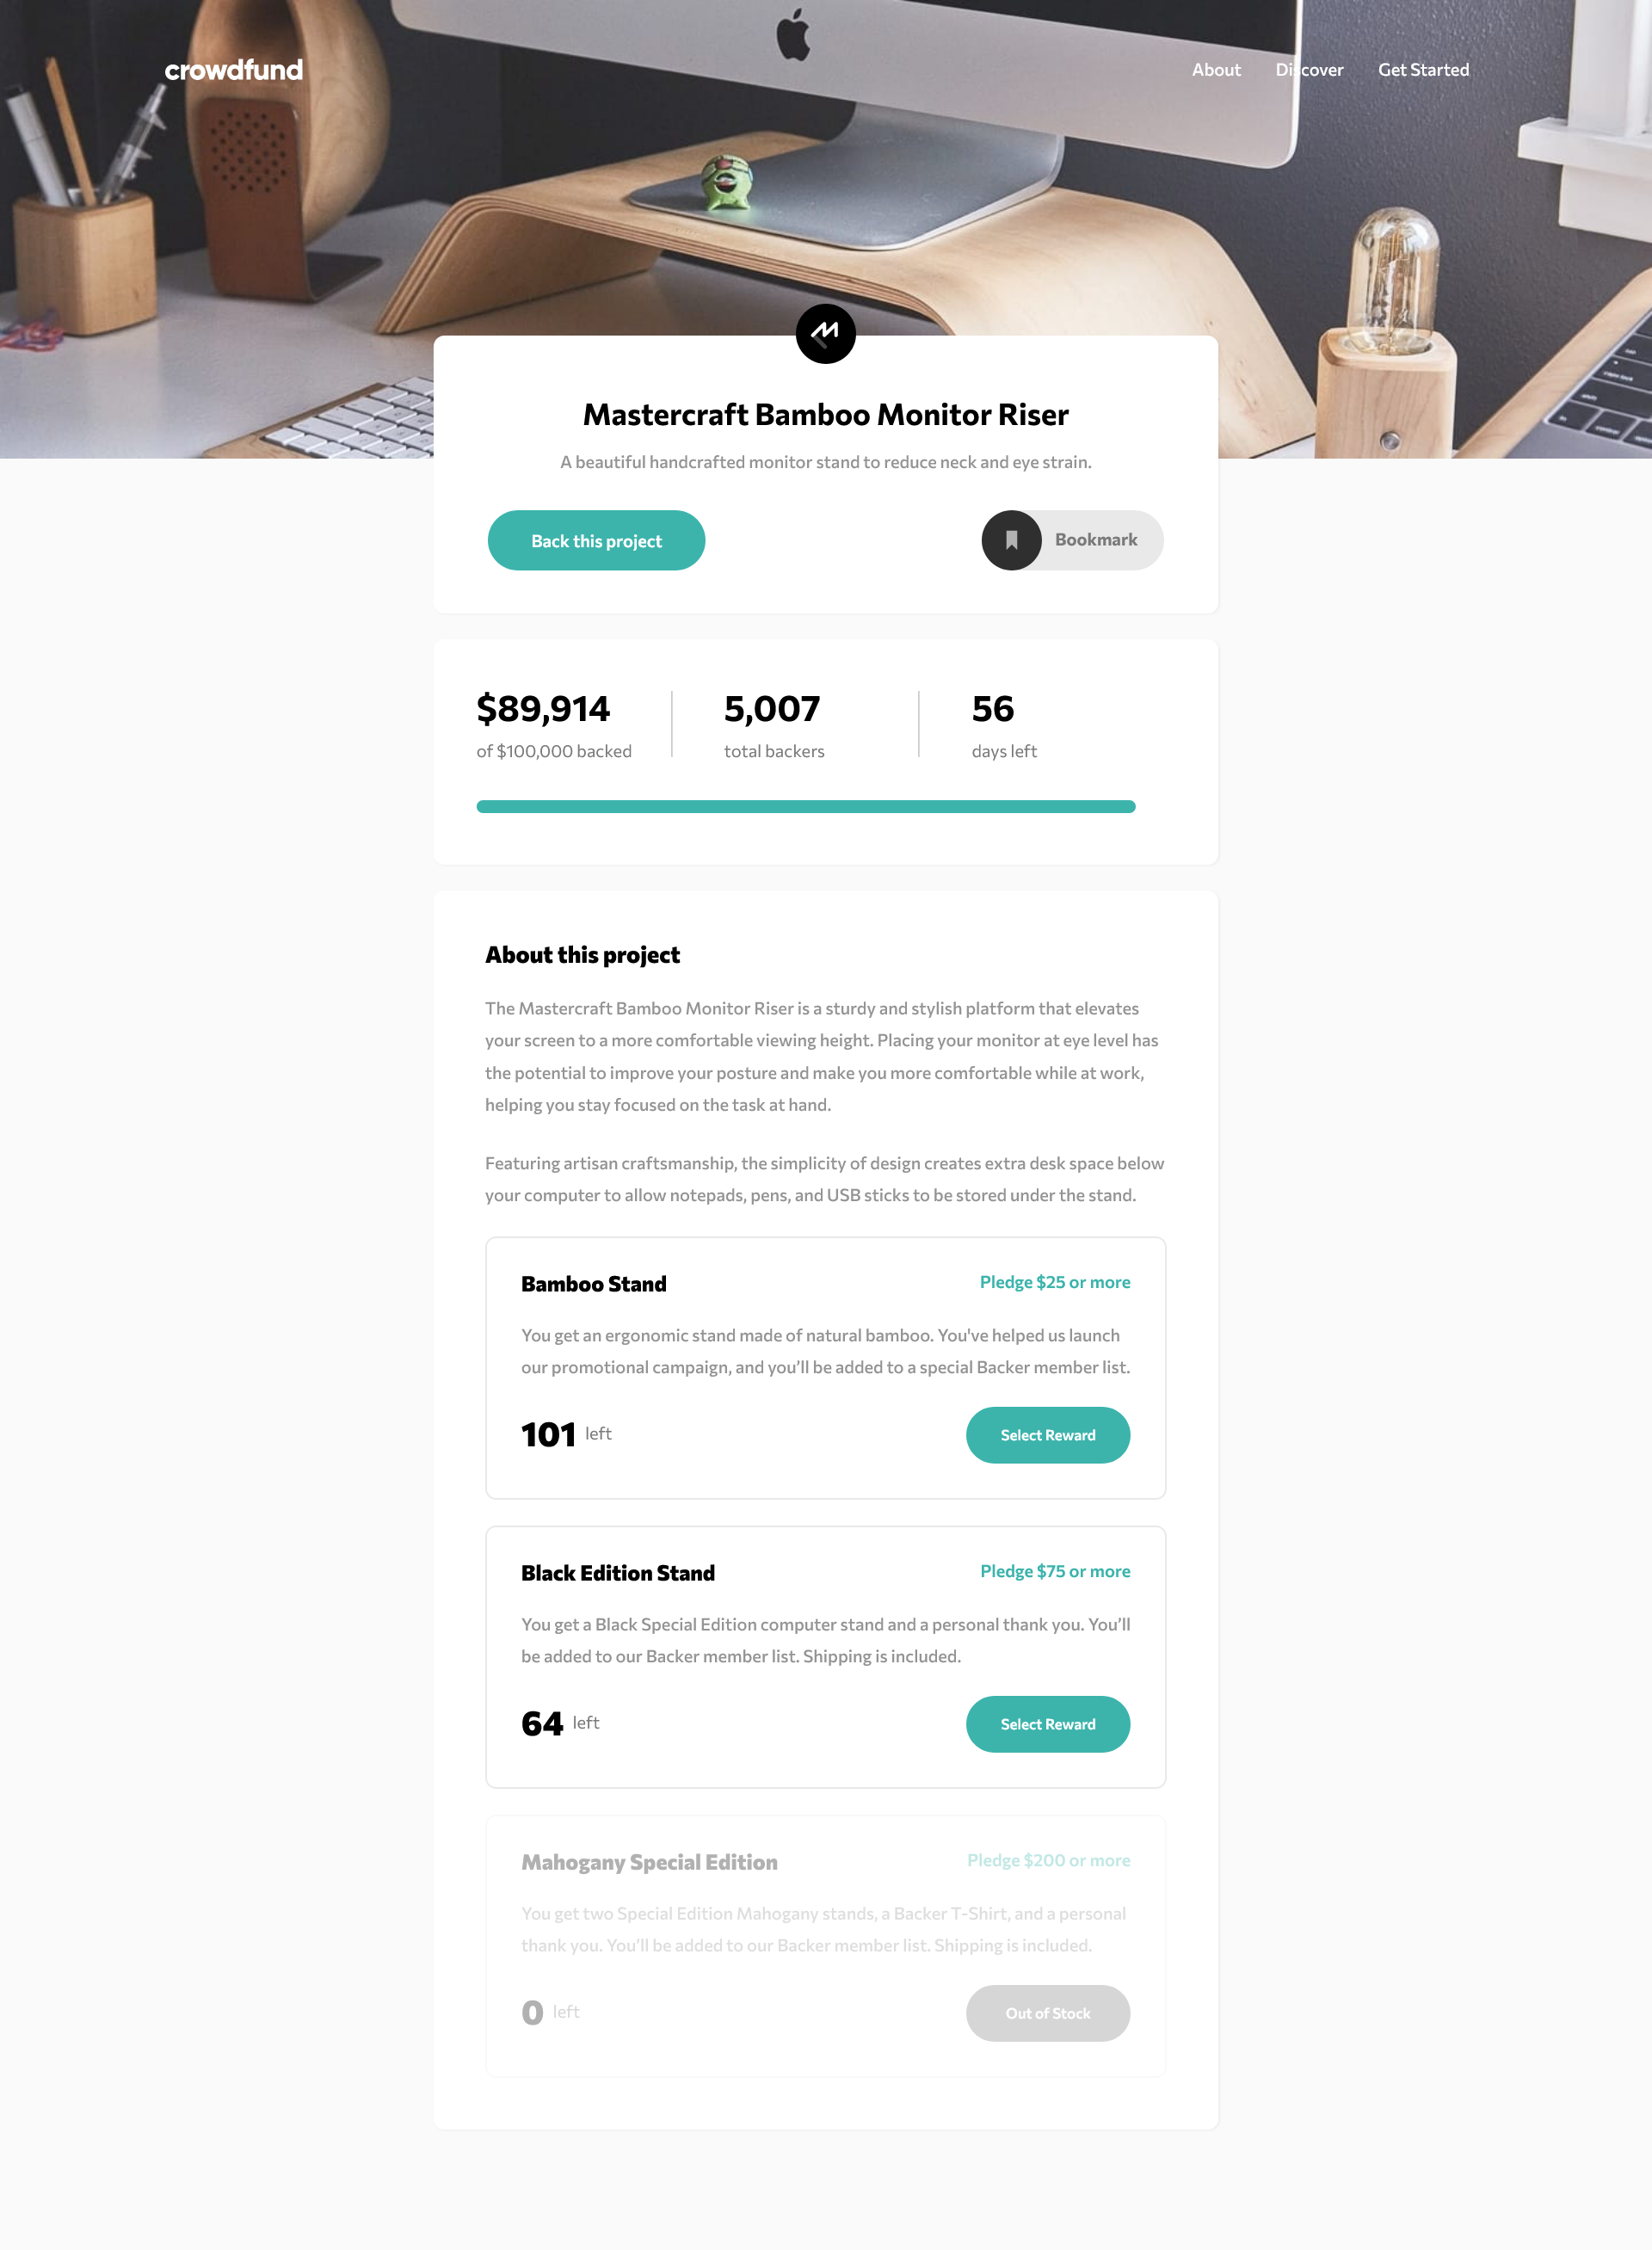 crowdfund
About Discover Get Started
Mastercraft Bamboo Monitor Riser
A beautiful handcrafted monitor stand to reduce neck and eye strain.
Back this project
Bookmark
$89,914
of $100,000 backed
5,007
total backers
56
days left
About this project
The Mastercraft Bamboo Monitor Riser is a sturdy and stylish platform that elevates
your screen to a more comfortable viewing height. Placing your monitor at eye level has
the potential to improve your posture and make you more comfortable while at work,
helping you stay focused on the task at hand.
Featuring artisan craftsmanship, the simplicity of design creates extra desk space below
your computer to allow notepads, pens, and USB sticks to be stored under the stand.
Bamboo Stand
Pledge $25 or more
You get an ergonomic stand made of natural bamboo. You've helped us launch
our promotional campaign, and you’ll be added to a special Backer member list.
101 left
Select Reward
Black Edition Stand
Pledge $75 or more
You get a Black Special Edition computer stand and a personal thank you. You’ll
be added to our Backer member list. Shipping is included.
64 left
Select Reward
Mahogany Special Edition
Pledge $200 or more
You get two Special Edition Mahogany stands, a Backer T-Shirt, and a personal
thank you. You’ll be added to our Backer member list. Shipping is included.
0 left
Out of Stock